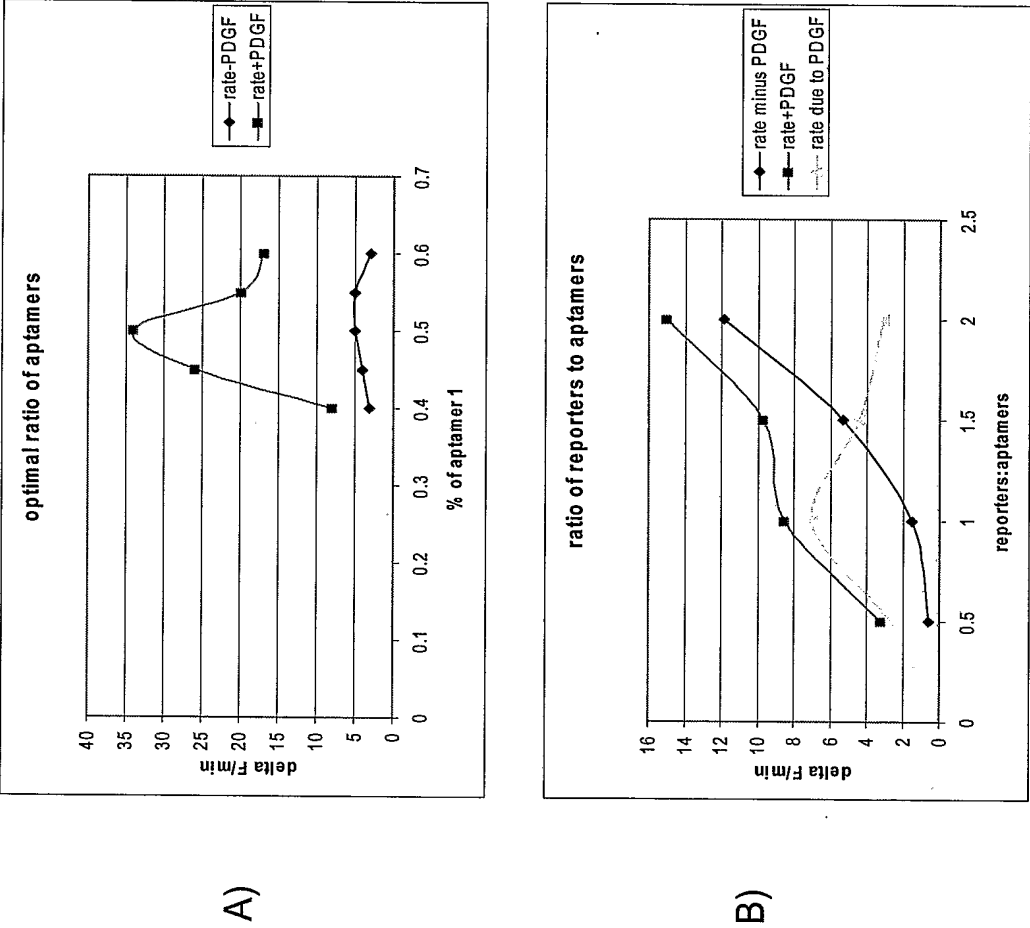 A)
optimal ratio of aptamers
40
35
30
25
20
15
10
5
0
delta F/min
0
0.1
0.2
0.3
0.4
0.5
0.6
0.7
% of aptamer 1
rate-PDGF
rate+PDGF
B)
ratio of reporters to aptamers
16
14
12
10
8
6
4
2
0
delta F/min
0
0.5
1
1.5
2
2.5
reporters:aptamers
rate minus PDGF
rate+PDGF
rate due to PDGF